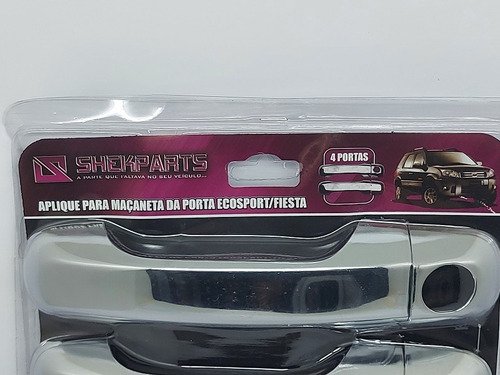 SHEKPARTS
A PARTE QUE FALTAVA NO SEU VEÍCULO...
4 PORTAS
APLIQUE PARA MAÇANETA DA PORTA ECOSPORT/FIESTA